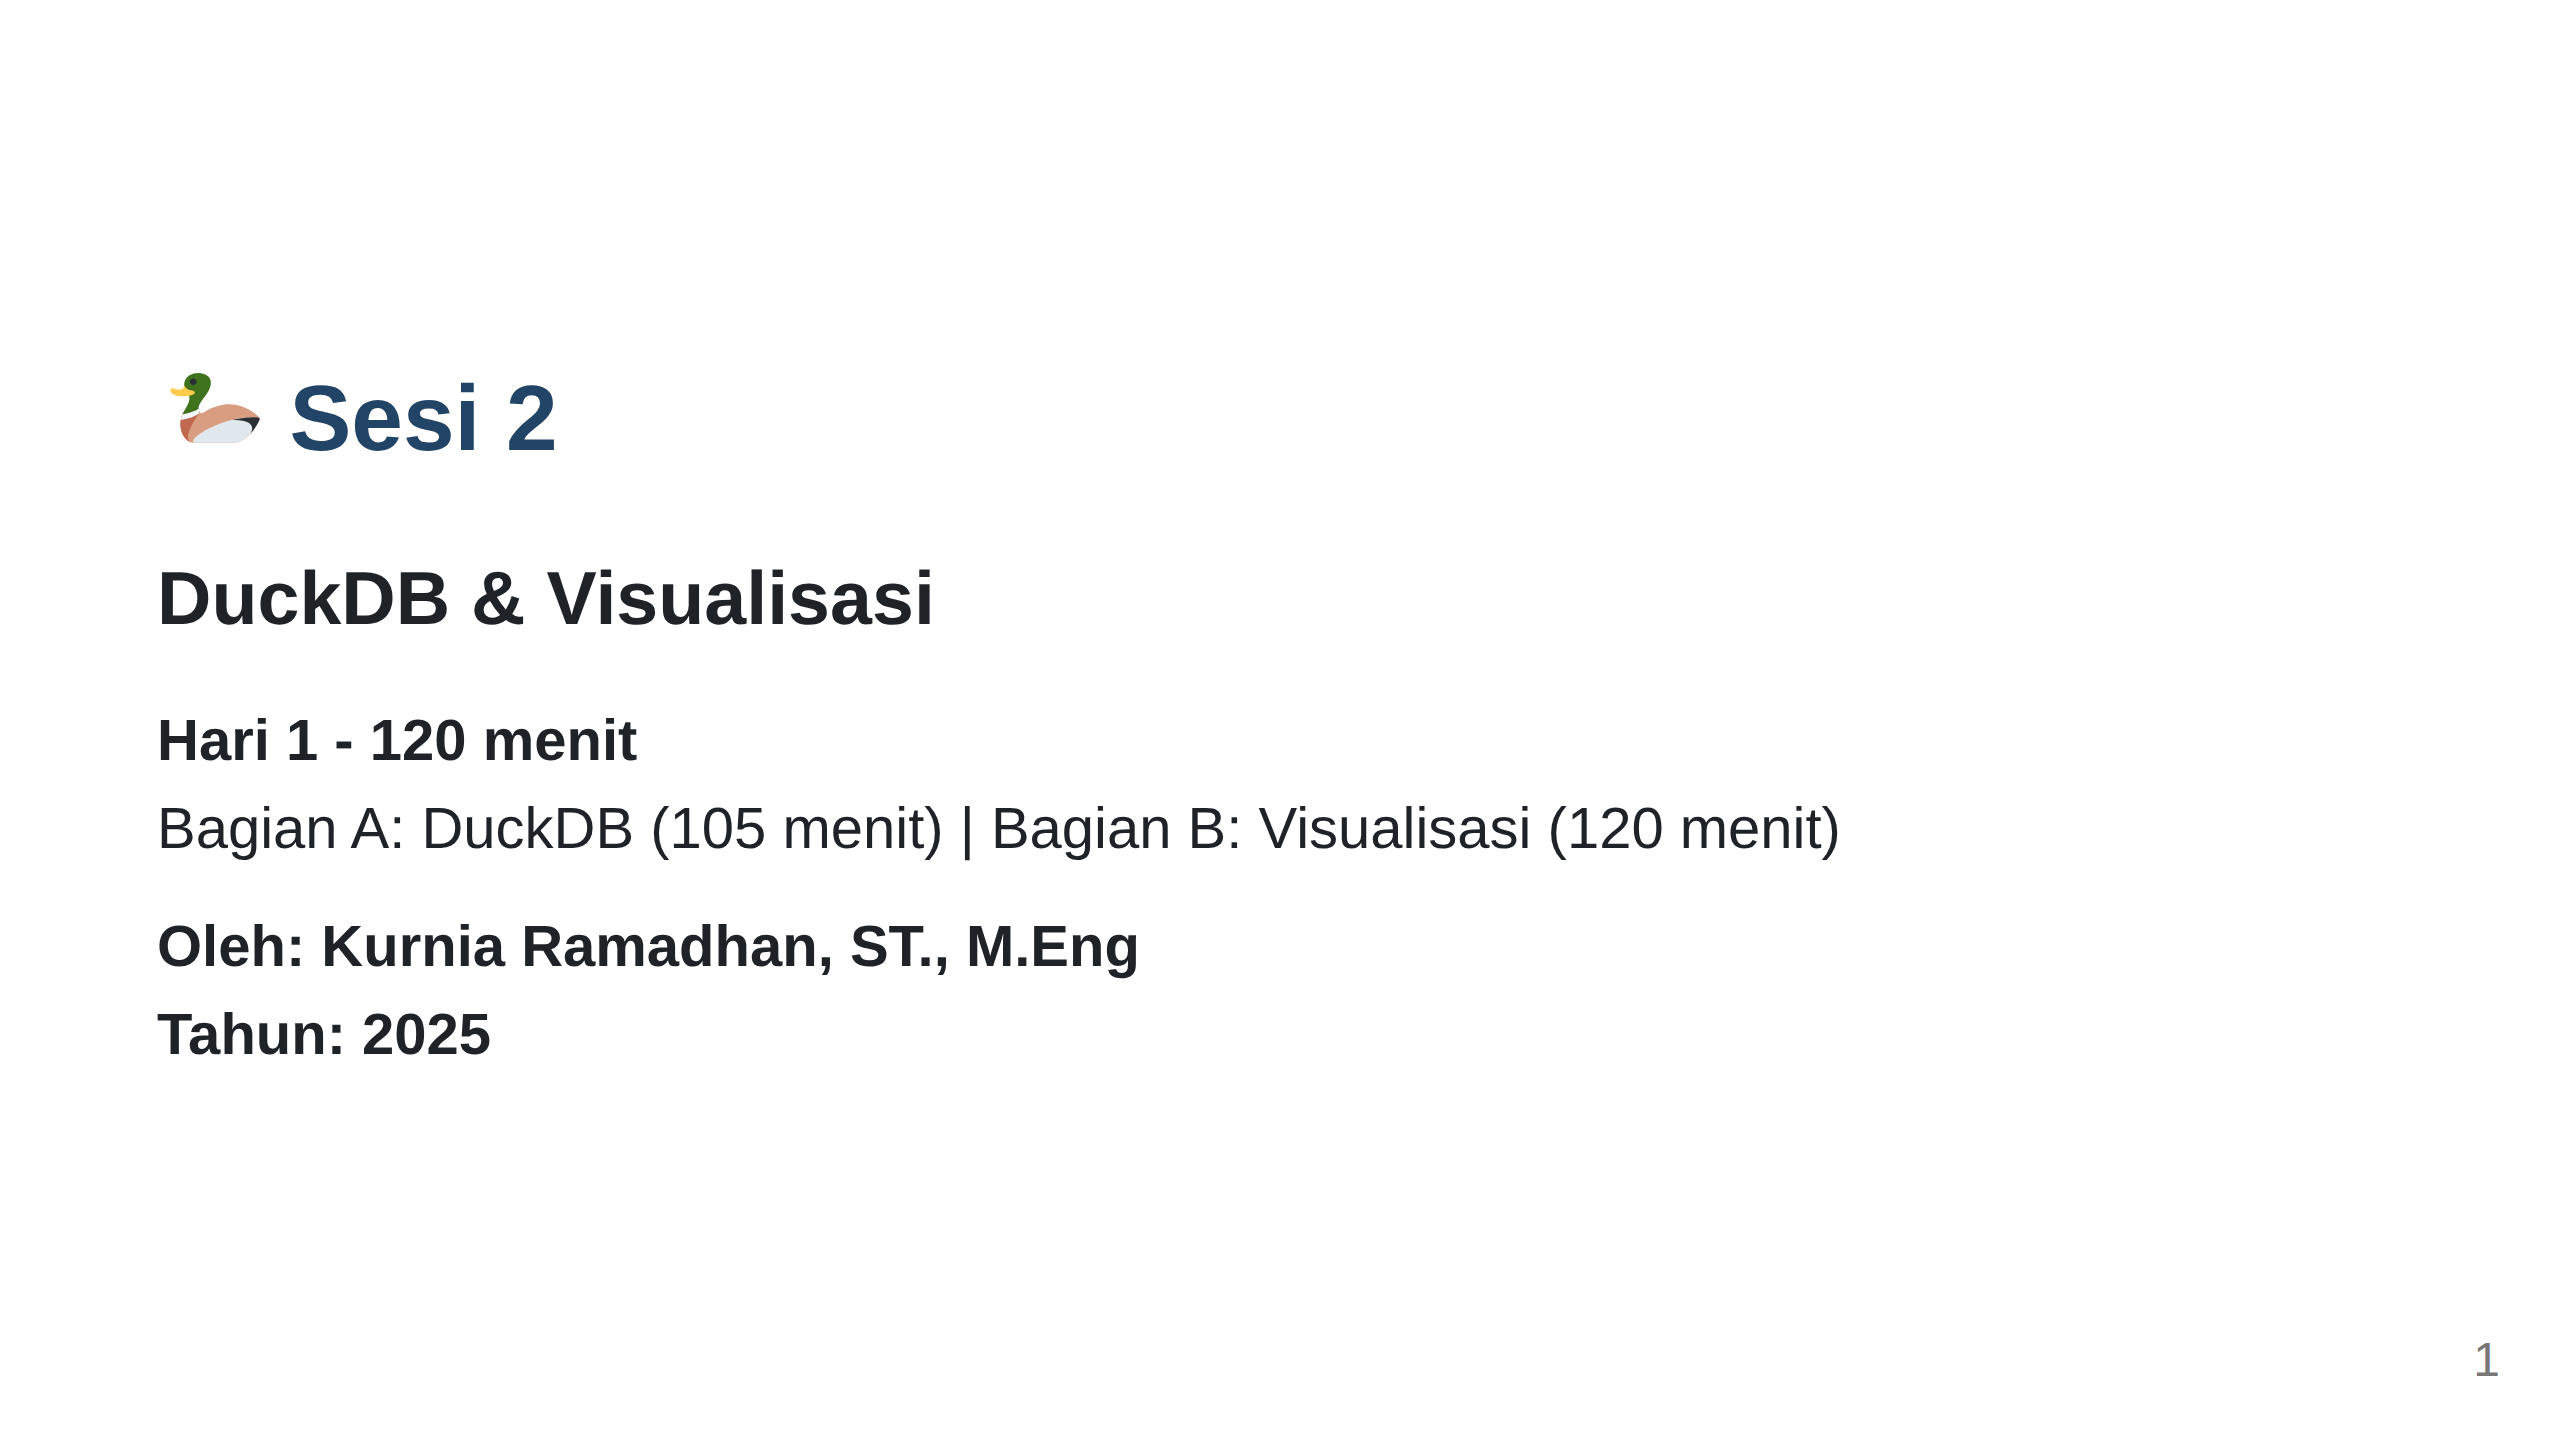 🦆 Sesi 2
DuckDB & Visualisasi
Hari 1 - 120 menit
Bagian A: DuckDB (105 menit) | Bagian B: Visualisasi (120 menit)
Oleh: Kurnia Ramadhan, ST., M.Eng
Tahun: 2025
1